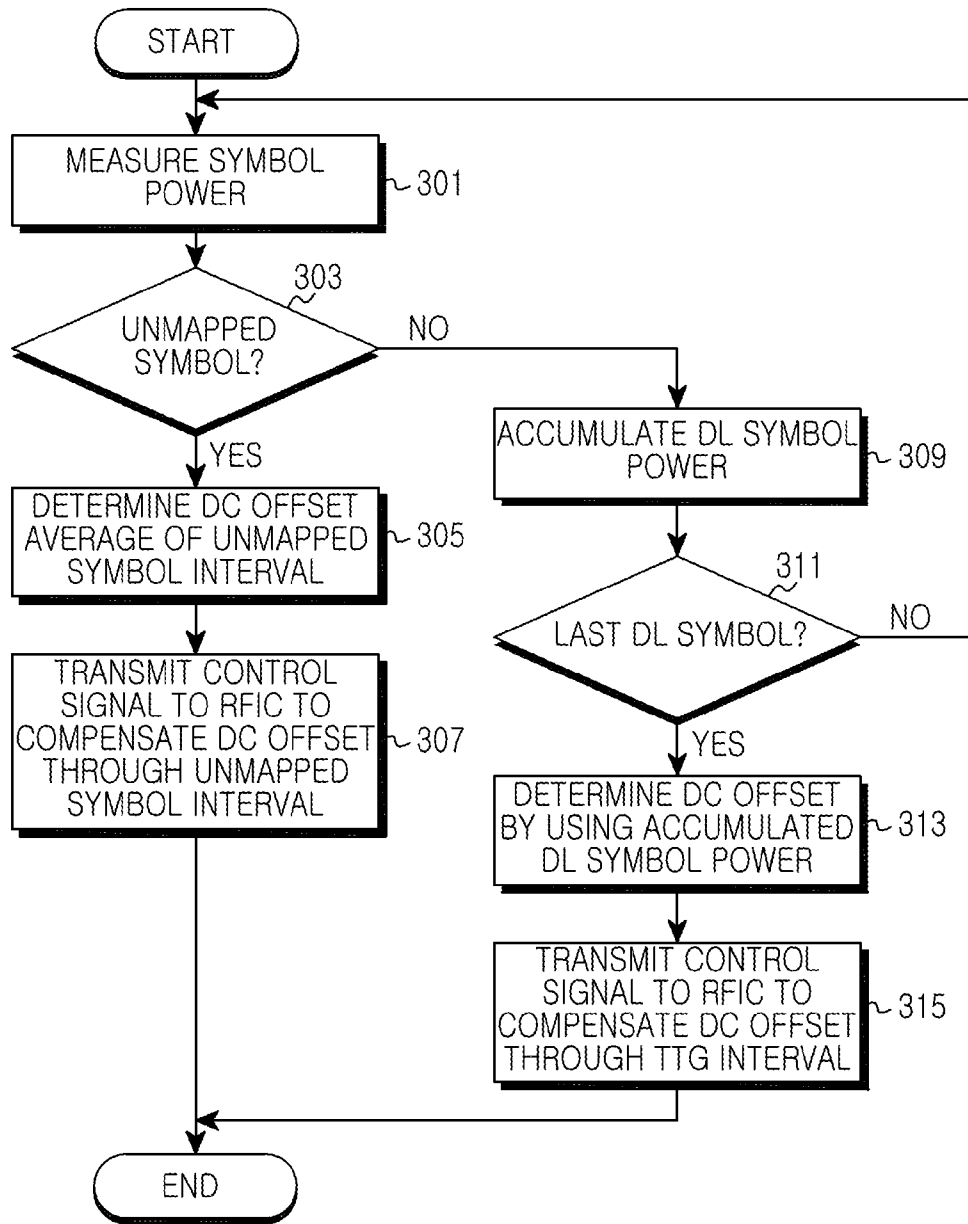 START
MEASURE SYMBOL
POWER
301
303
UNMAPPED
SYMBOL?
NO
YES
DETERMINE DC OFFSET
AVERAGE OF UNMAPPED
SYMBOL INTERVAL
305
TRANSMIT CONTROL
SIGNAL TO RFIC TO
COMPENSATE DC OFFSET
THROUGH UNMAPPED
SYMBOL INTERVAL
307
ACCUMULATE DL SYMBOL
POWER
309
311
LAST DL SYMBOL?
NO
YES
DETERMINE DC OFFSET
BY USING ACCUMULATED
DL SYMBOL POWER
313
TRANSMIT CONTROL
SIGNAL TO RFIC TO
COMPENSATE DC OFFSET
THROUGH TTG INTERVAL
315
END